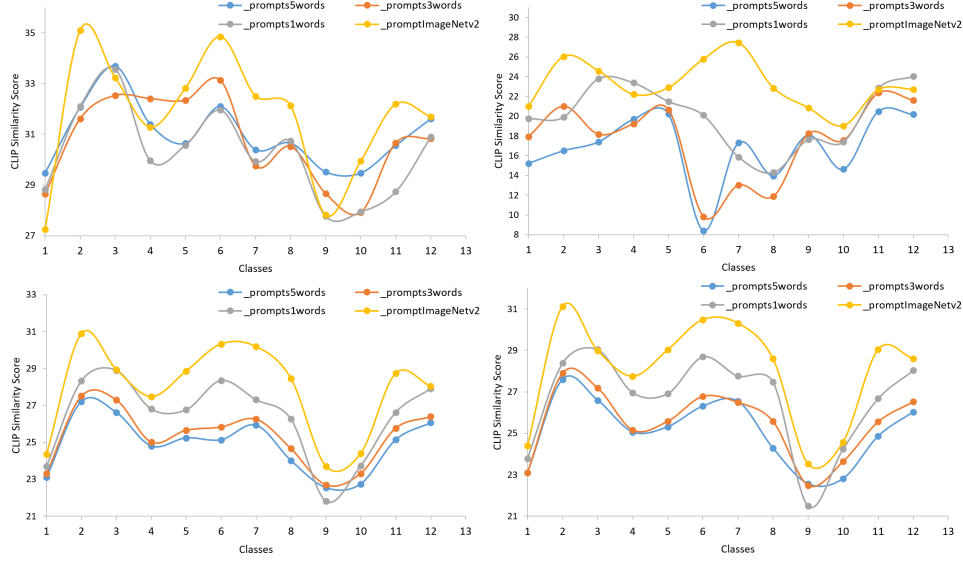 _prompts5words _prompts3words
_prompts1words _promptImageNetv2
CLIP Similarity Score
35
33
31
29
27
1 2 3 4 5 6 7 8 9 10 11 12 13
Classes
_prompts5words _prompts3words
_prompts1words _promptImageNetv2
CLIP Similarity Score
30
28
26
24
22
20
18
16
14
12
10
8
1 2 3 4 5 6 7 8 9 10 11 12 13
Classes
_prompts5words _prompts3words
_prompts1words _promptImageNetv2
CLIP Similarity Score
33
31
29
27
25
23
21
1 2 3 4 5 6 7 8 9 10 11 12 13
Classes
_prompts5words _prompts3words
_prompts1words _promptImageNetv2
CLIP Similarity Score
31
29
27
25
23
21
1 2 3 4 5 6 7 8 9 10 11 12 13
Classes